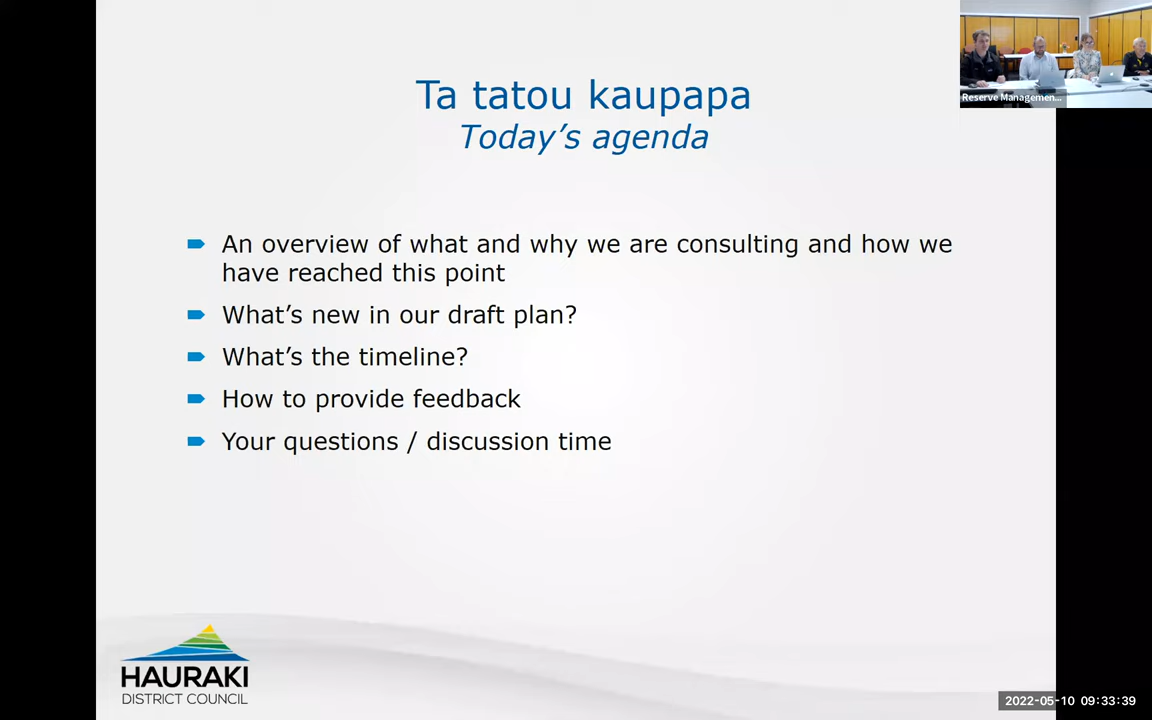 Ta tatou kaupapa
Today's agenda
Reserve Managemen...
An overview of what and why we are consulting and how we
have reached this point
What's new in our draft plan?
What's the timeline?
How to provide feedback
Your questions / discussion time
HAURAKI
DISTRICT COUNCIL
2022-05-10 09:33:39